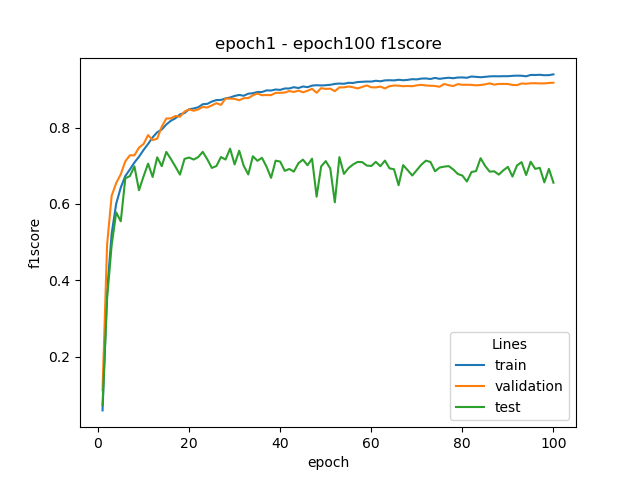 epoch1 - epoch100 f1score
f1score
0.8
0.6
0.4
0.2
0
20
40
60
80
100
epoch
Lines
train
validation
test